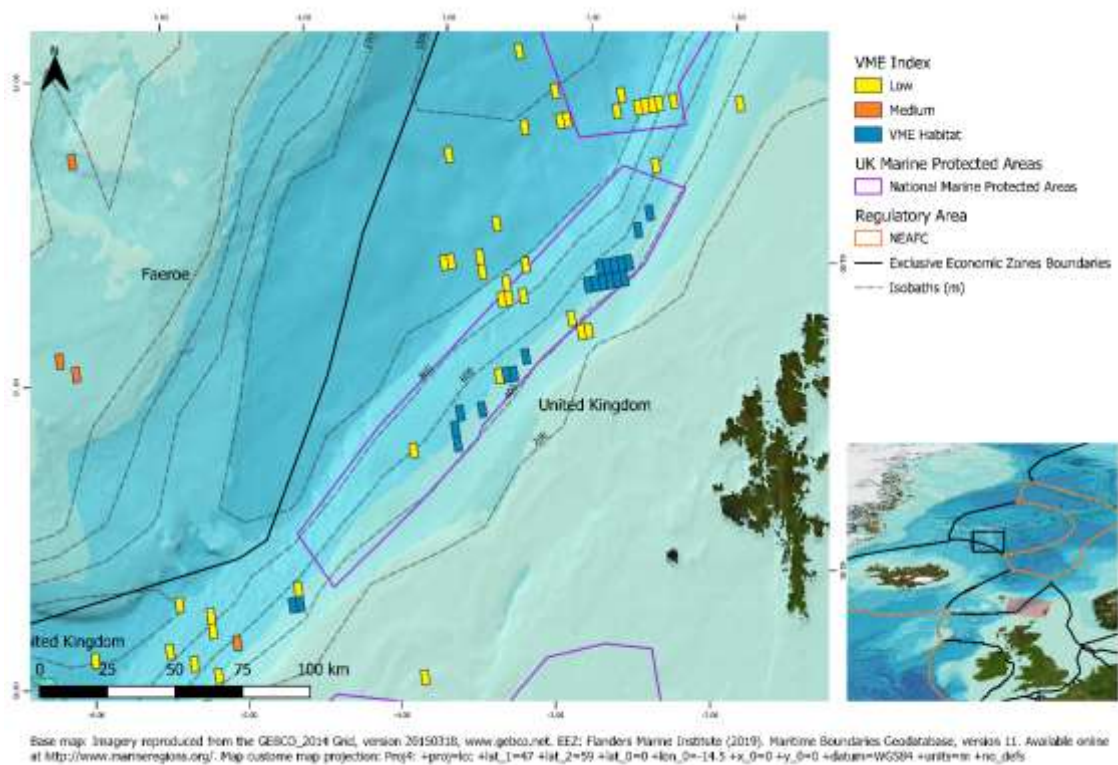 VME Index
Low
Medium
VME Habitat
UK Marine Protected Areas
National Marine Protected Areas
Regulatory Area
NEAFC
Exclusive Economic Zones Boundaries
Isobaths (m)
N
Faeroe
United Kingdom
ited Kingdom
0 25 50 75 100 km
Base map: Imagery reproduced from the GEBCO_2014 Grid, version 20150318, www.gebco.net. EEZ: Flanders Marine Institute (2019). Maritime Boundaries Geodatabase, version 11. Available online
at http://www.marineregions.org/. Map custome map projection: Proj4: +proj=lcc +lat_1=47 +lat_2=59 +lat_0=0 +lon_0=-14.5 +x_0=0 +y_0=0 +datum=WGS84 +units=m +no_defs